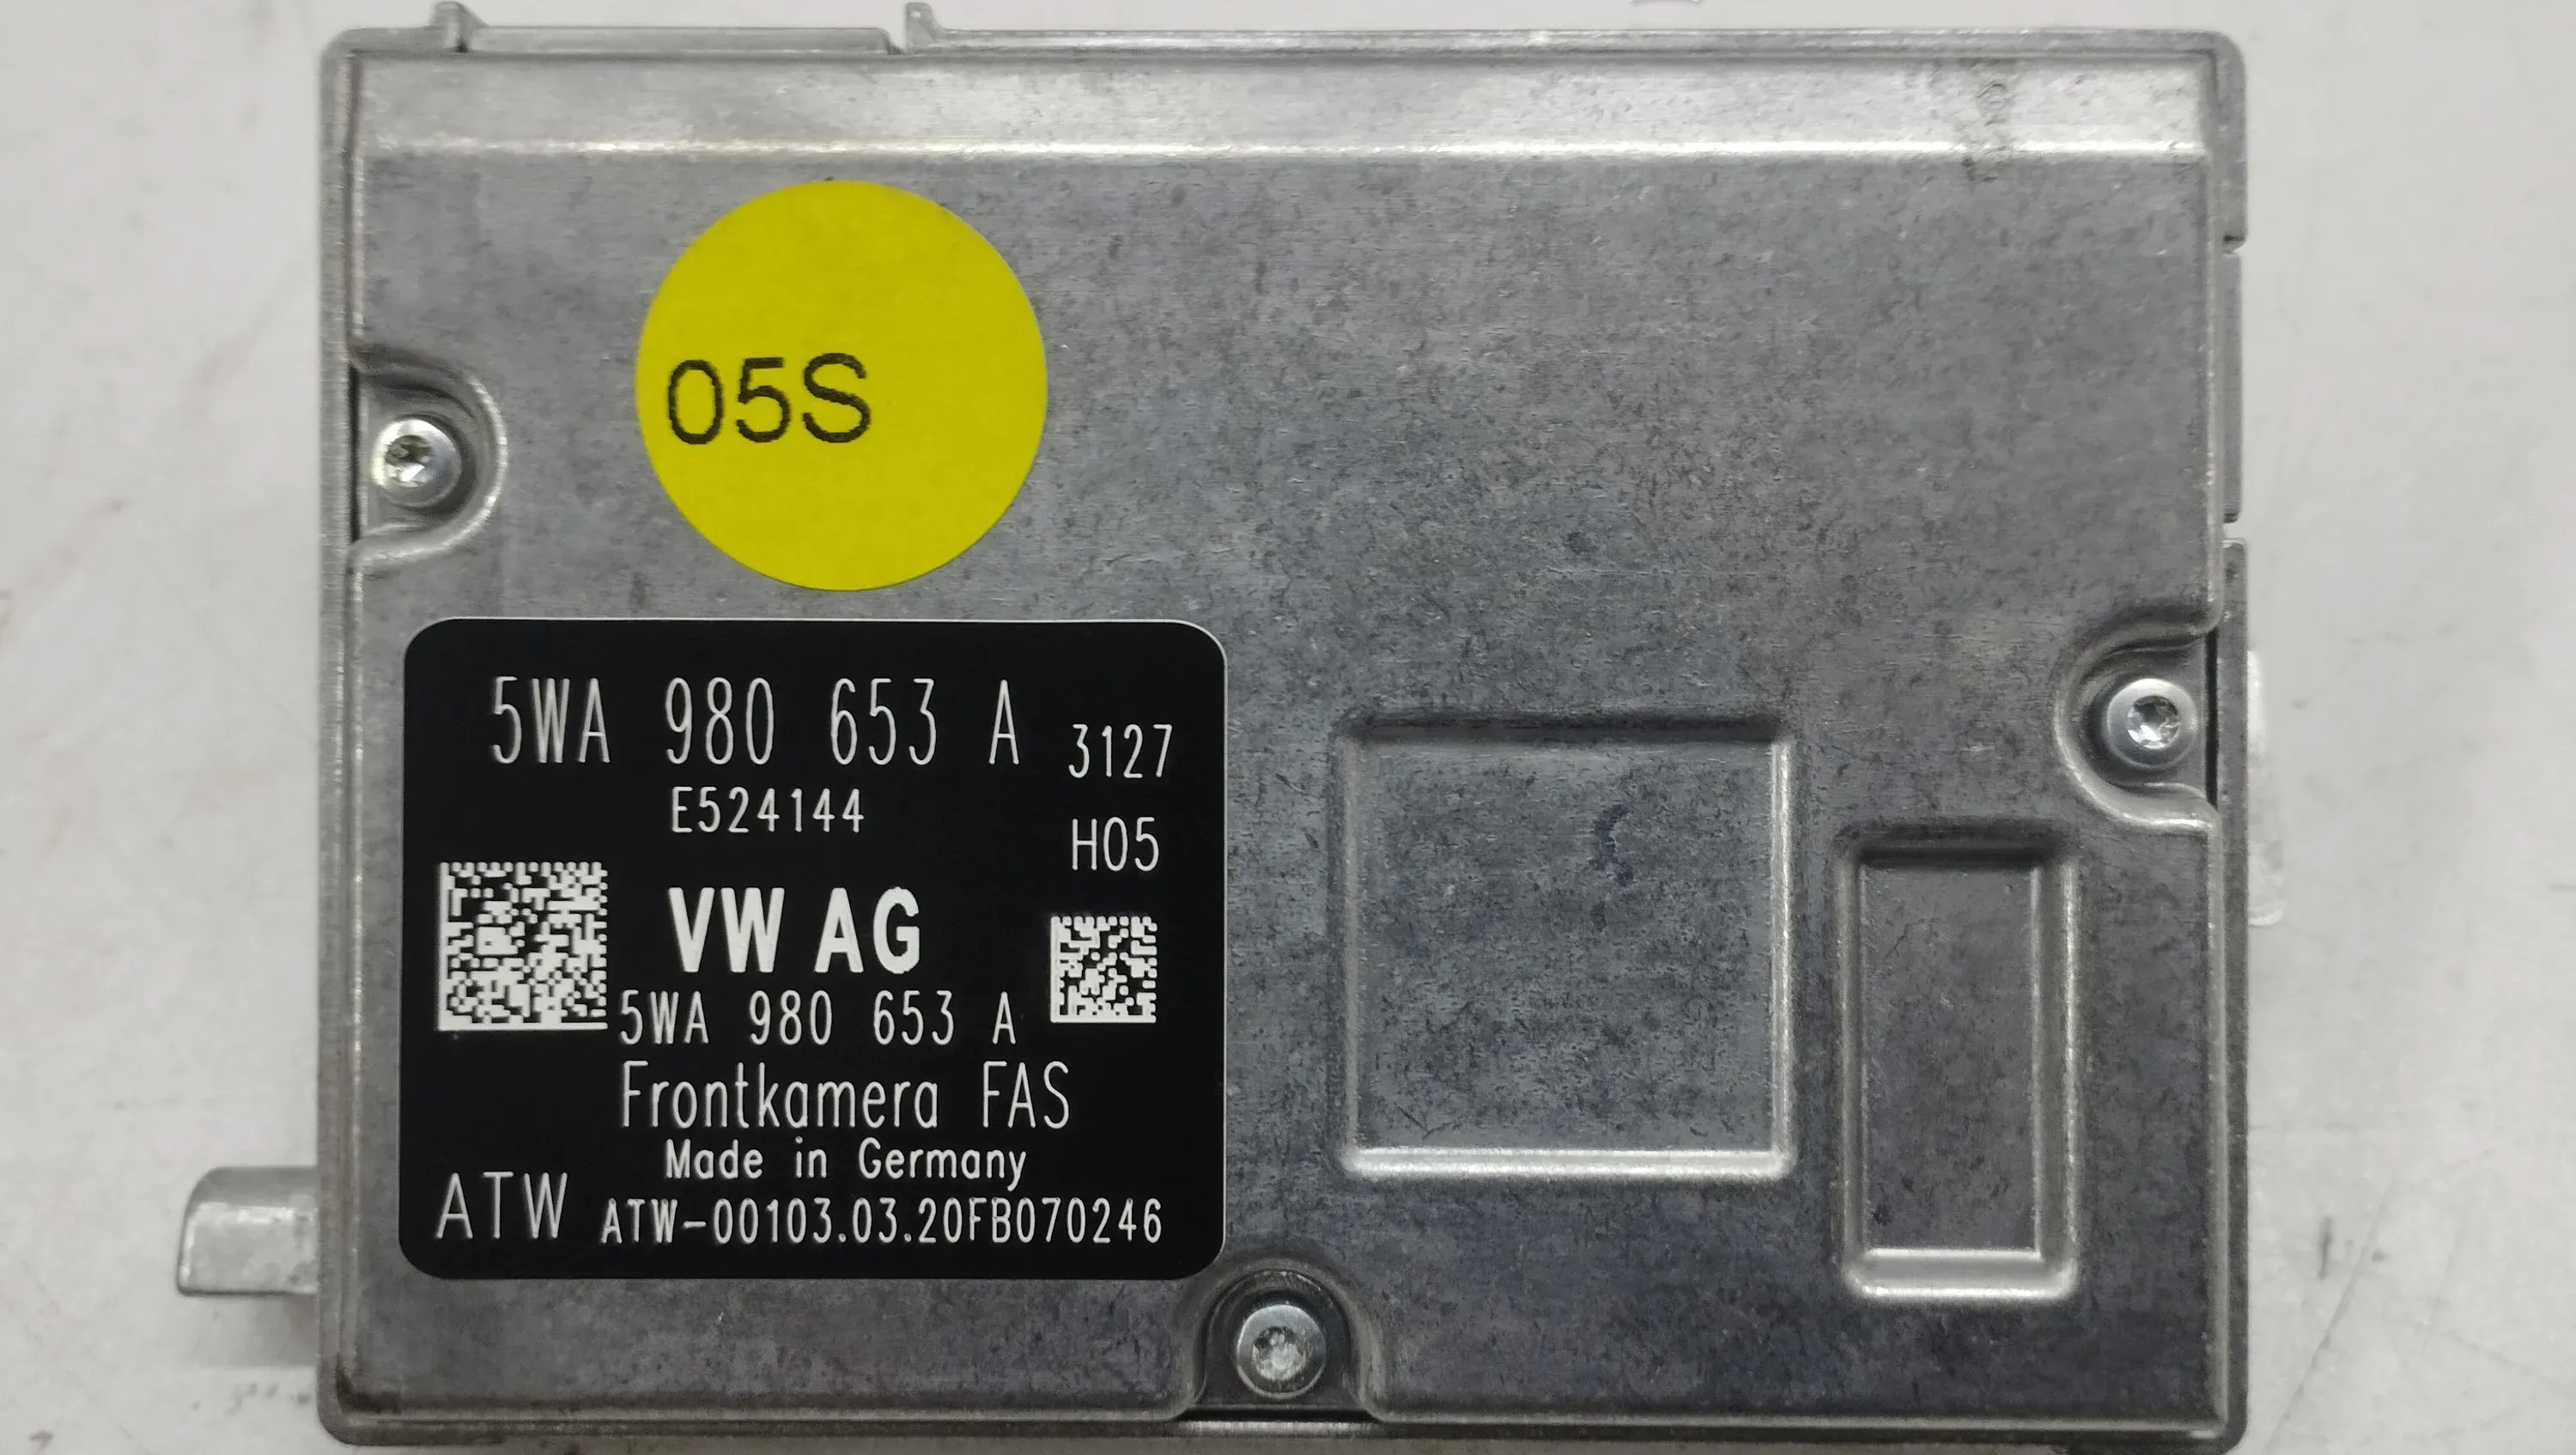 05S
5WA 980 653 A
3127
E524144
H05
VW AG
5WA 980 653 A
Frontkamera FAS
Made in Germany
ATW
ATW-00103.03.20FB070246